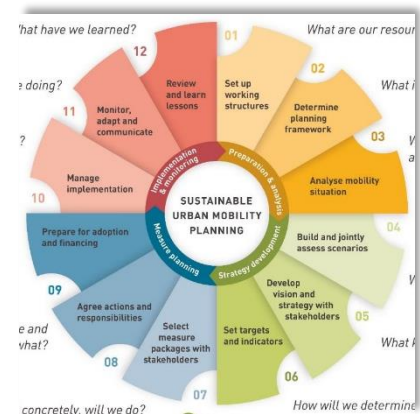 What have we learned?
What are our resour
12
01
Review
and learn
lessons
Set up
working
structures
e doing?
What i
11
02
Monitor,
adapt and
communicate
Determine
planning
framework
?
03
a
Manage
implementation
Analyse mobility
situation
10
Implementation
& monitoring
Preparation & analysis
SUSTAINABLE
URBAN MOBILITY
PLANNING
Measure planning
Strategy development
Prepare for adoption
and financing
04
Build and jointly
assess scenarios
09
Agree actions and
responsibilities
Develop
vision and
strategy with
stakeholders
05
e and
what?
Select
measure
packages with
stakeholders
Set targets
and indicators
What k
08
06
07
concretely, will we do?
How will we determine